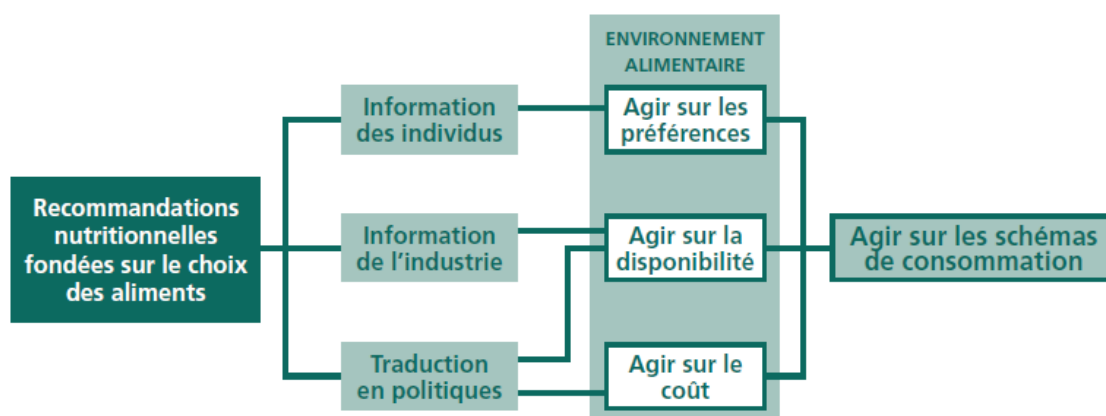 ENVIRONNEMENT
ALIMENTAIRE
Information
des individus
Agir sur les
préférences
Recommandations
nutritionnelles
fondées sur le choix
des aliments
Information
de l'industrie
Agir sur la
disponibilité
Agir sur les schémas
de consommation
Traduction
en politiques
Agir sur le
coût